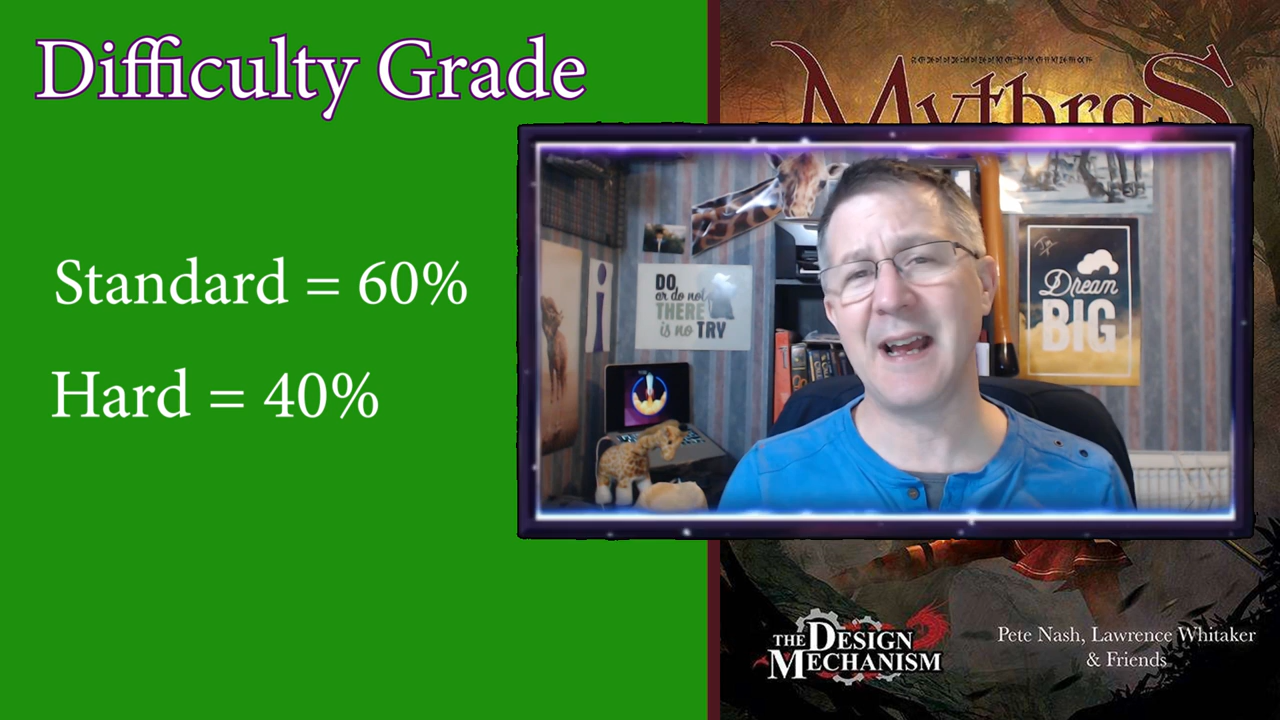 Difficulty Grade
Standard = 60%
Hard = 40%
Mythras
DO,
or do not
THERE
is no TRY
i
Dream
BIG
THE DESIGN
MECHANISM
Pete Nash, Lawrence Whitaker
& Friends